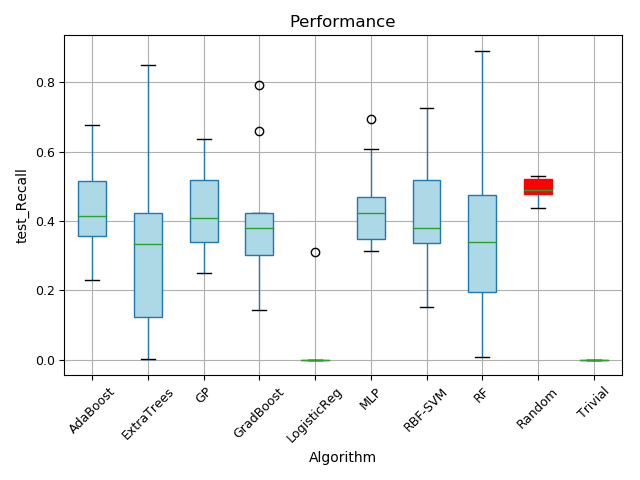 Performance
test_Recall
0.8
0.6
0.4
0.2
0.0
AdaBoost
ExtraTrees
GP
GradBoost
LogisticReg
MLP
RBF-SVM
RF
Random
Trivial
Algorithm